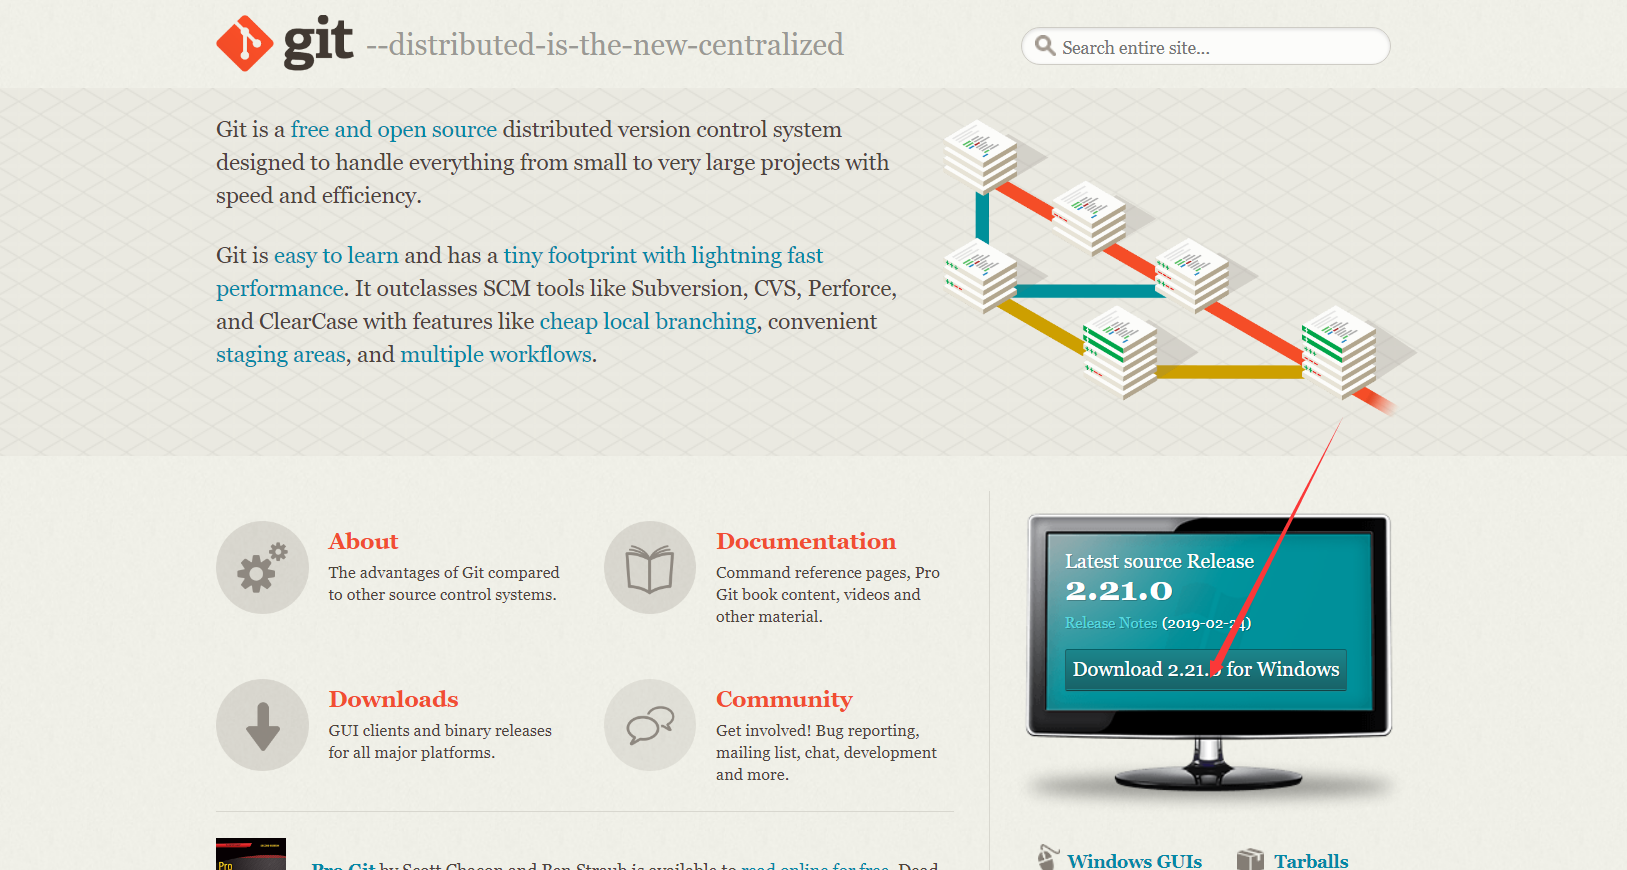 git --distributed-is-the-new-centralized
Search entire site...
Git is a free and open source distributed version control system
designed to handle everything from small to very large projects with
speed and efficiency.
Git is easy to learn and has a tiny footprint with lightning fast
performance. It outclasses SCM tools like Subversion, CVS, Perforce,
and ClearCase with features like cheap local branching, convenient
staging areas, and multiple workflows.
About
The advantages of Git compared
to other source control systems.
Documentation
Command reference pages, Pro
Git book content, videos and
other material.
Downloads
GUI clients and binary releases
for all major platforms.
Community
Get involved! Bug reporting,
mailing list, chat, development
and more.
Latest source Release
2.21.0
Release Notes (2019-02-24)
Download 2.21.0 for Windows
Pro
Pro Git by Scott Chacon and Ben Straub is available to read online for free. Dead
Windows GUIs
Tarballs